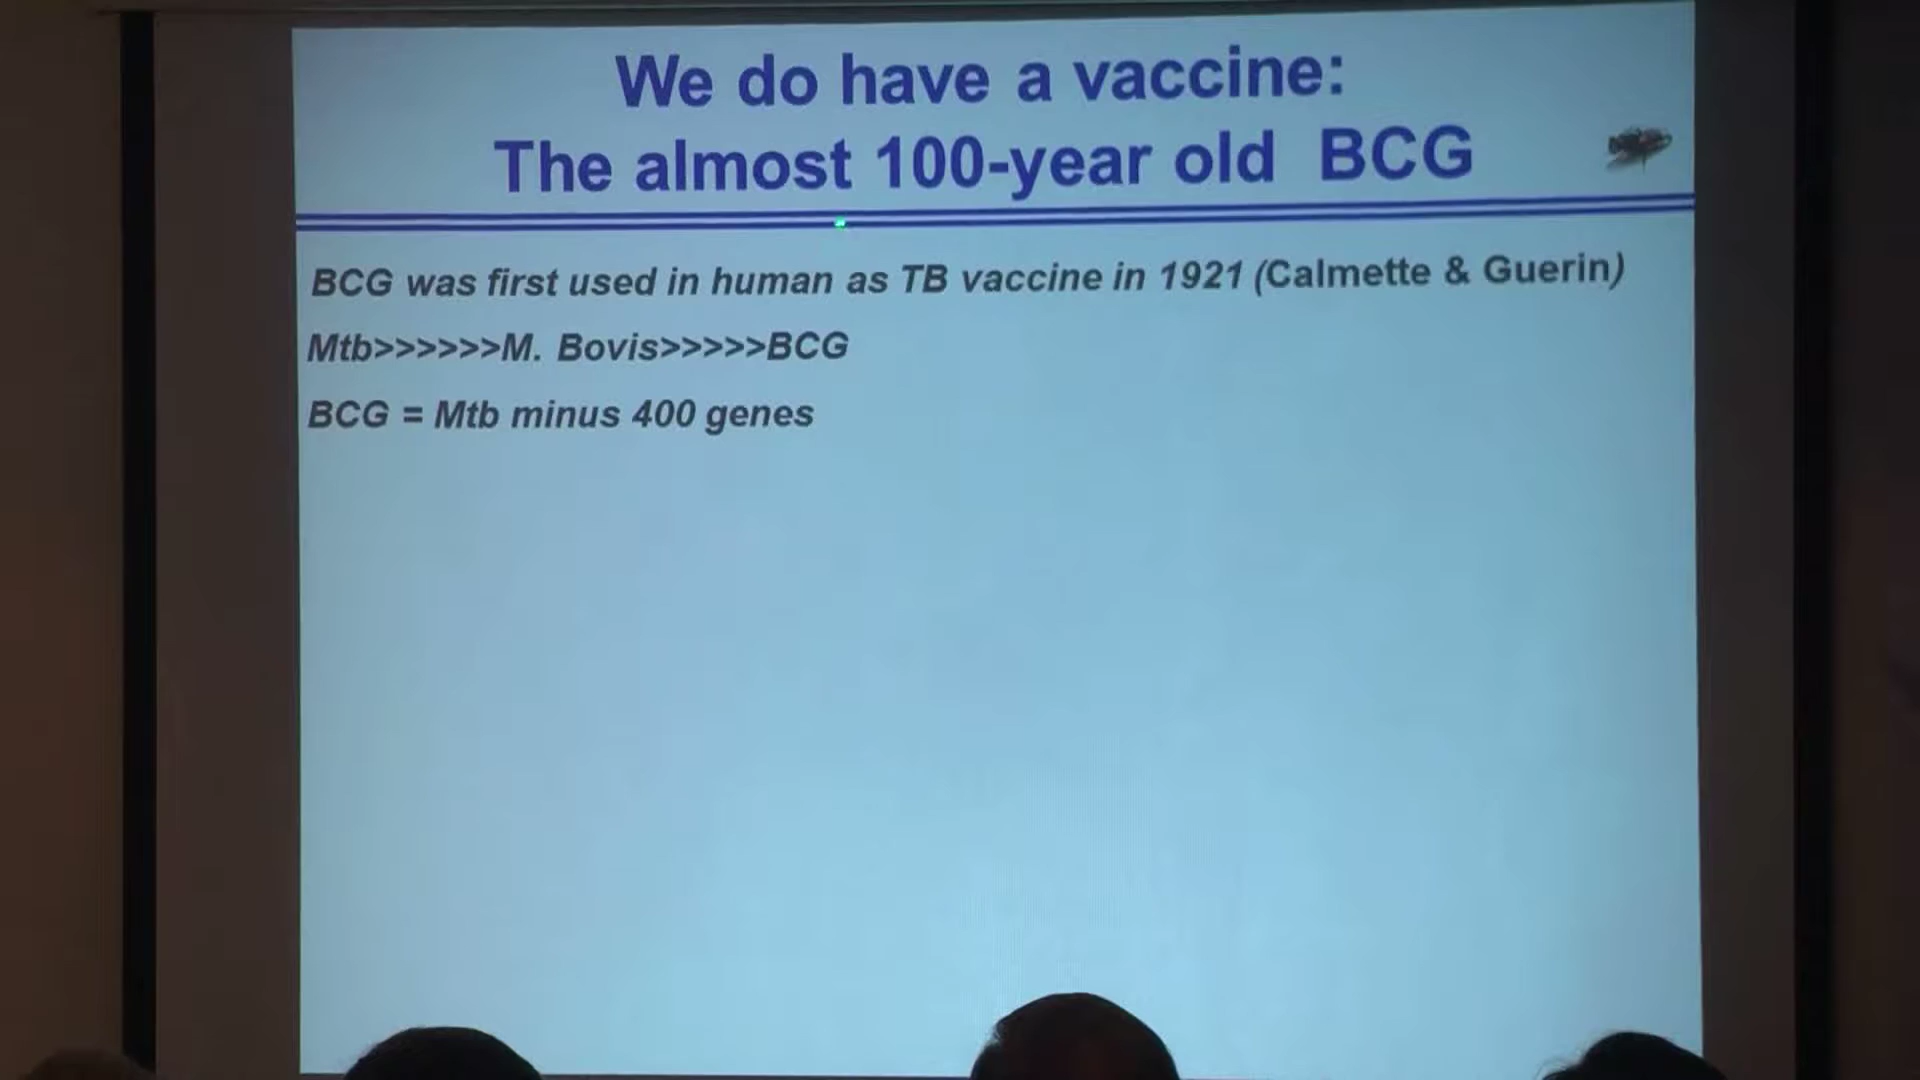 We do have a vaccine:
The almost 100-year old BCG
BCG was first used in human as TB vaccine in 1921 (Calmette & Guerin)
Mtb>>>>>>M. Bovis>>>>>BCG
BCG = Mtb minus 400 genes